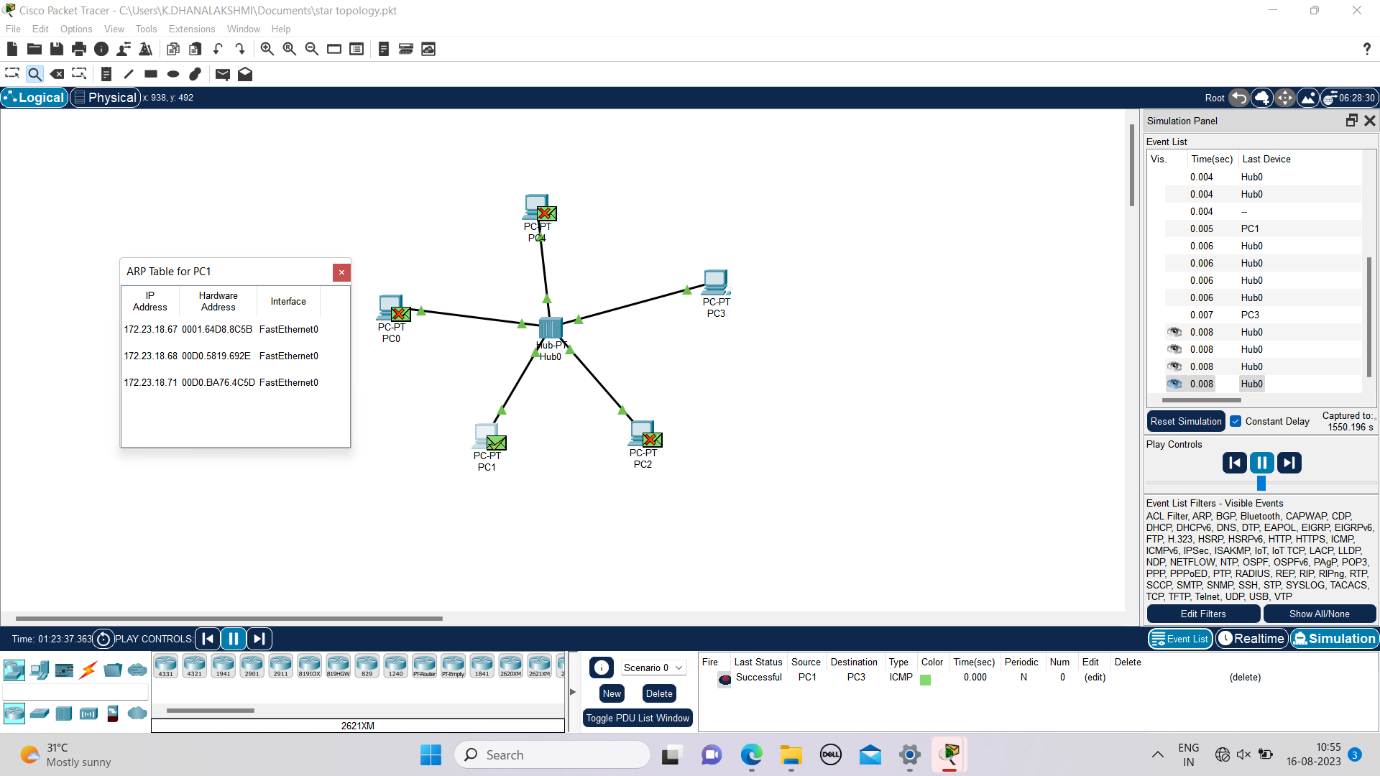 Cisco Packet Tracer - C:\Users\K.DHANALAKSHMI\Documents\star topology.pkt
File Edit Options View Tools Extensions Window Help
?
Logical Physical x: 938, y: 492 Root 06:28:30
Simulation Panel
Event List
Vis. Time(sec) Last Device
0.004 Hub0
0.004 Hub0
0.004 --
0.005 PC1
0.006 Hub0
0.006 Hub0
0.006 Hub0
0.006 Hub0
0.007 PC3
0.008 Hub0
0.008 Hub0
0.008 Hub0
0.008 Hub0
Reset Simulation Constant Delay Captured to:
1550.196 s
Play Controls
Event List Filters - Visible Events
ACL Filter, ARP, BGP, Bluetooth, CAPWAP, CDP,
DHCP, DHCPv6, DNS, DTP, EAPOL, EIGRP, EIGRPv6,
FTP, H.323, HSRP, HSRPv6, HTTP, HTTPS, ICMP,
ICMPv6, IPSec, ISAKMP, IoT, IoT TCP, LACP, LLDP,
NDP, NETFLOW, NTP, OSPF, OSPFv6, PAgP, POP3,
PPP, PPPoED, PTP, RADIUS, REP, RIP, RIPng, RTP,
SCCP, SMTP, SNMP, SSH, STP, SYSLOG, TACACS,
TCP, TFTP, Telnet, UDP, USB, VTP
Edit Filters Show All/None
PC-PT
PC4
PC-PT
PC3
PC-PT
PC0
Hub-PT
Hub0
PC-PT
PC1
PC-PT
PC2
ARP Table for PC1
IP Address Hardware Address Interface
172.23.18.67 0001.64D8.8C5B FastEthernet0
172.23.18.68 00D0.5819.692E FastEthernet0
172.23.18.71 00D0.BA76.4C5D FastEthernet0
Time: 01:23:37.363 PLAY CONTROLS: Event List Realtime Simulation
4331 4321 1941 2901 2911 819IOX 819HGW 829 1240 PT-Router PT-Empty 1841 2620XM 2621XM
2621XM
Scenario 0
New Delete
Toggle PDU List Window
Fire Last Status Source Destination Type Color Time(sec) Periodic Num Edit Delete
Successful PC1 PC3 ICMP 0.000 N 0 (edit) (delete)
31°C
Mostly sunny
Search
DELL
ENG
IN
10:55
16-08-2023
3